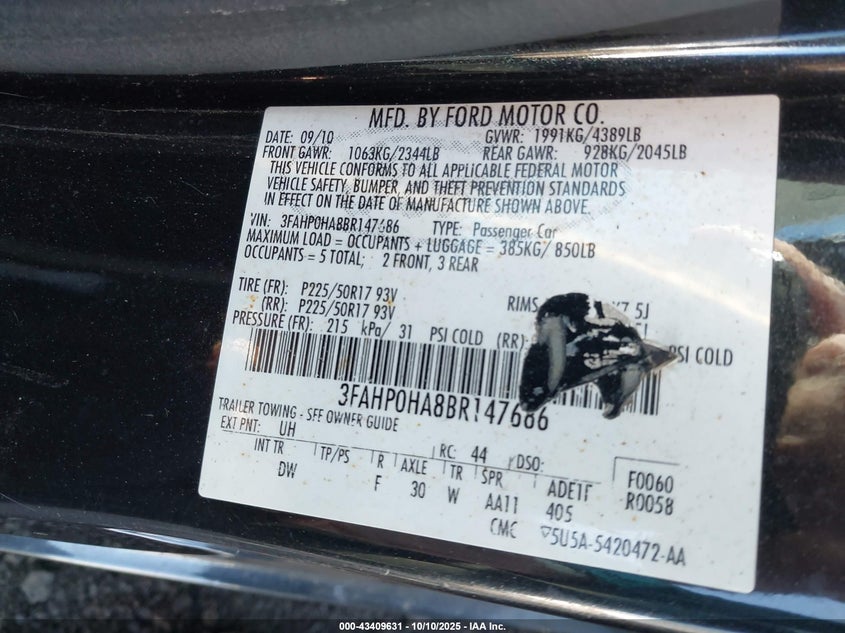 MFD. BY FORD MOTOR CO.
DATE: 09/10 GVWR: 1991KG/4389LB
FRONT GAWR: 1063KG/2344LB REAR GAWR: 928KG/2045LB
THIS VEHICLE CONFORMS TO ALL APPLICABLE FEDERAL MOTOR
VEHICLE SAFETY, BUMPER, AND THEFT PREVENTION STANDARDS
IN EFFECT ON THE DATE OF MANUFACTURE SHOWN ABOVE.
VIN: 3FAHP0HA8BR147686 TYPE: Passenger Car
MAXIMUM LOAD = OCCUPANTS + LUGGAGE = 385KG/ 850LB
OCCUPANTS = 5 TOTAL; 2 FRONT, 3 REAR
TIRE (FR): P225/50R17 93V RIMS 7.5J
(RR): P225/50R17 93V
PRESSURE (FR): 215 kPa/ 31 PSI COLD (RR): PSI COLD
3FAHP0HA8BR147686
TRAILER TOWING - SEE OWNER GUIDE
EXT PNT: UH RC: 44 DSO:
INT TR TP/PS R AXLE TR SPR ADE1F F0060
DW F 30 W AA11 405 R0058
CMC ▽5U5A-5420472-AA
000-43409631 - 10/10/2025 - IAA Inc.